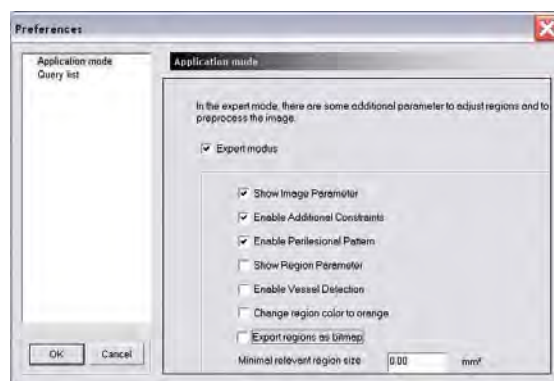 Preferences
Application mode
Query list
Application mode
In the expert mode, there are some additional parameter to adjust regions and to
preprocess the image.
Expert modus
Show Image Parameter
Enable Additional Constraints
Enable Perilesional Pattern
Show Region Parameter
Enable Vessel Detection
Change region color to orange
Export regions as bitmap
Minimal relevant region size 0.00 mm²
OK Cancel